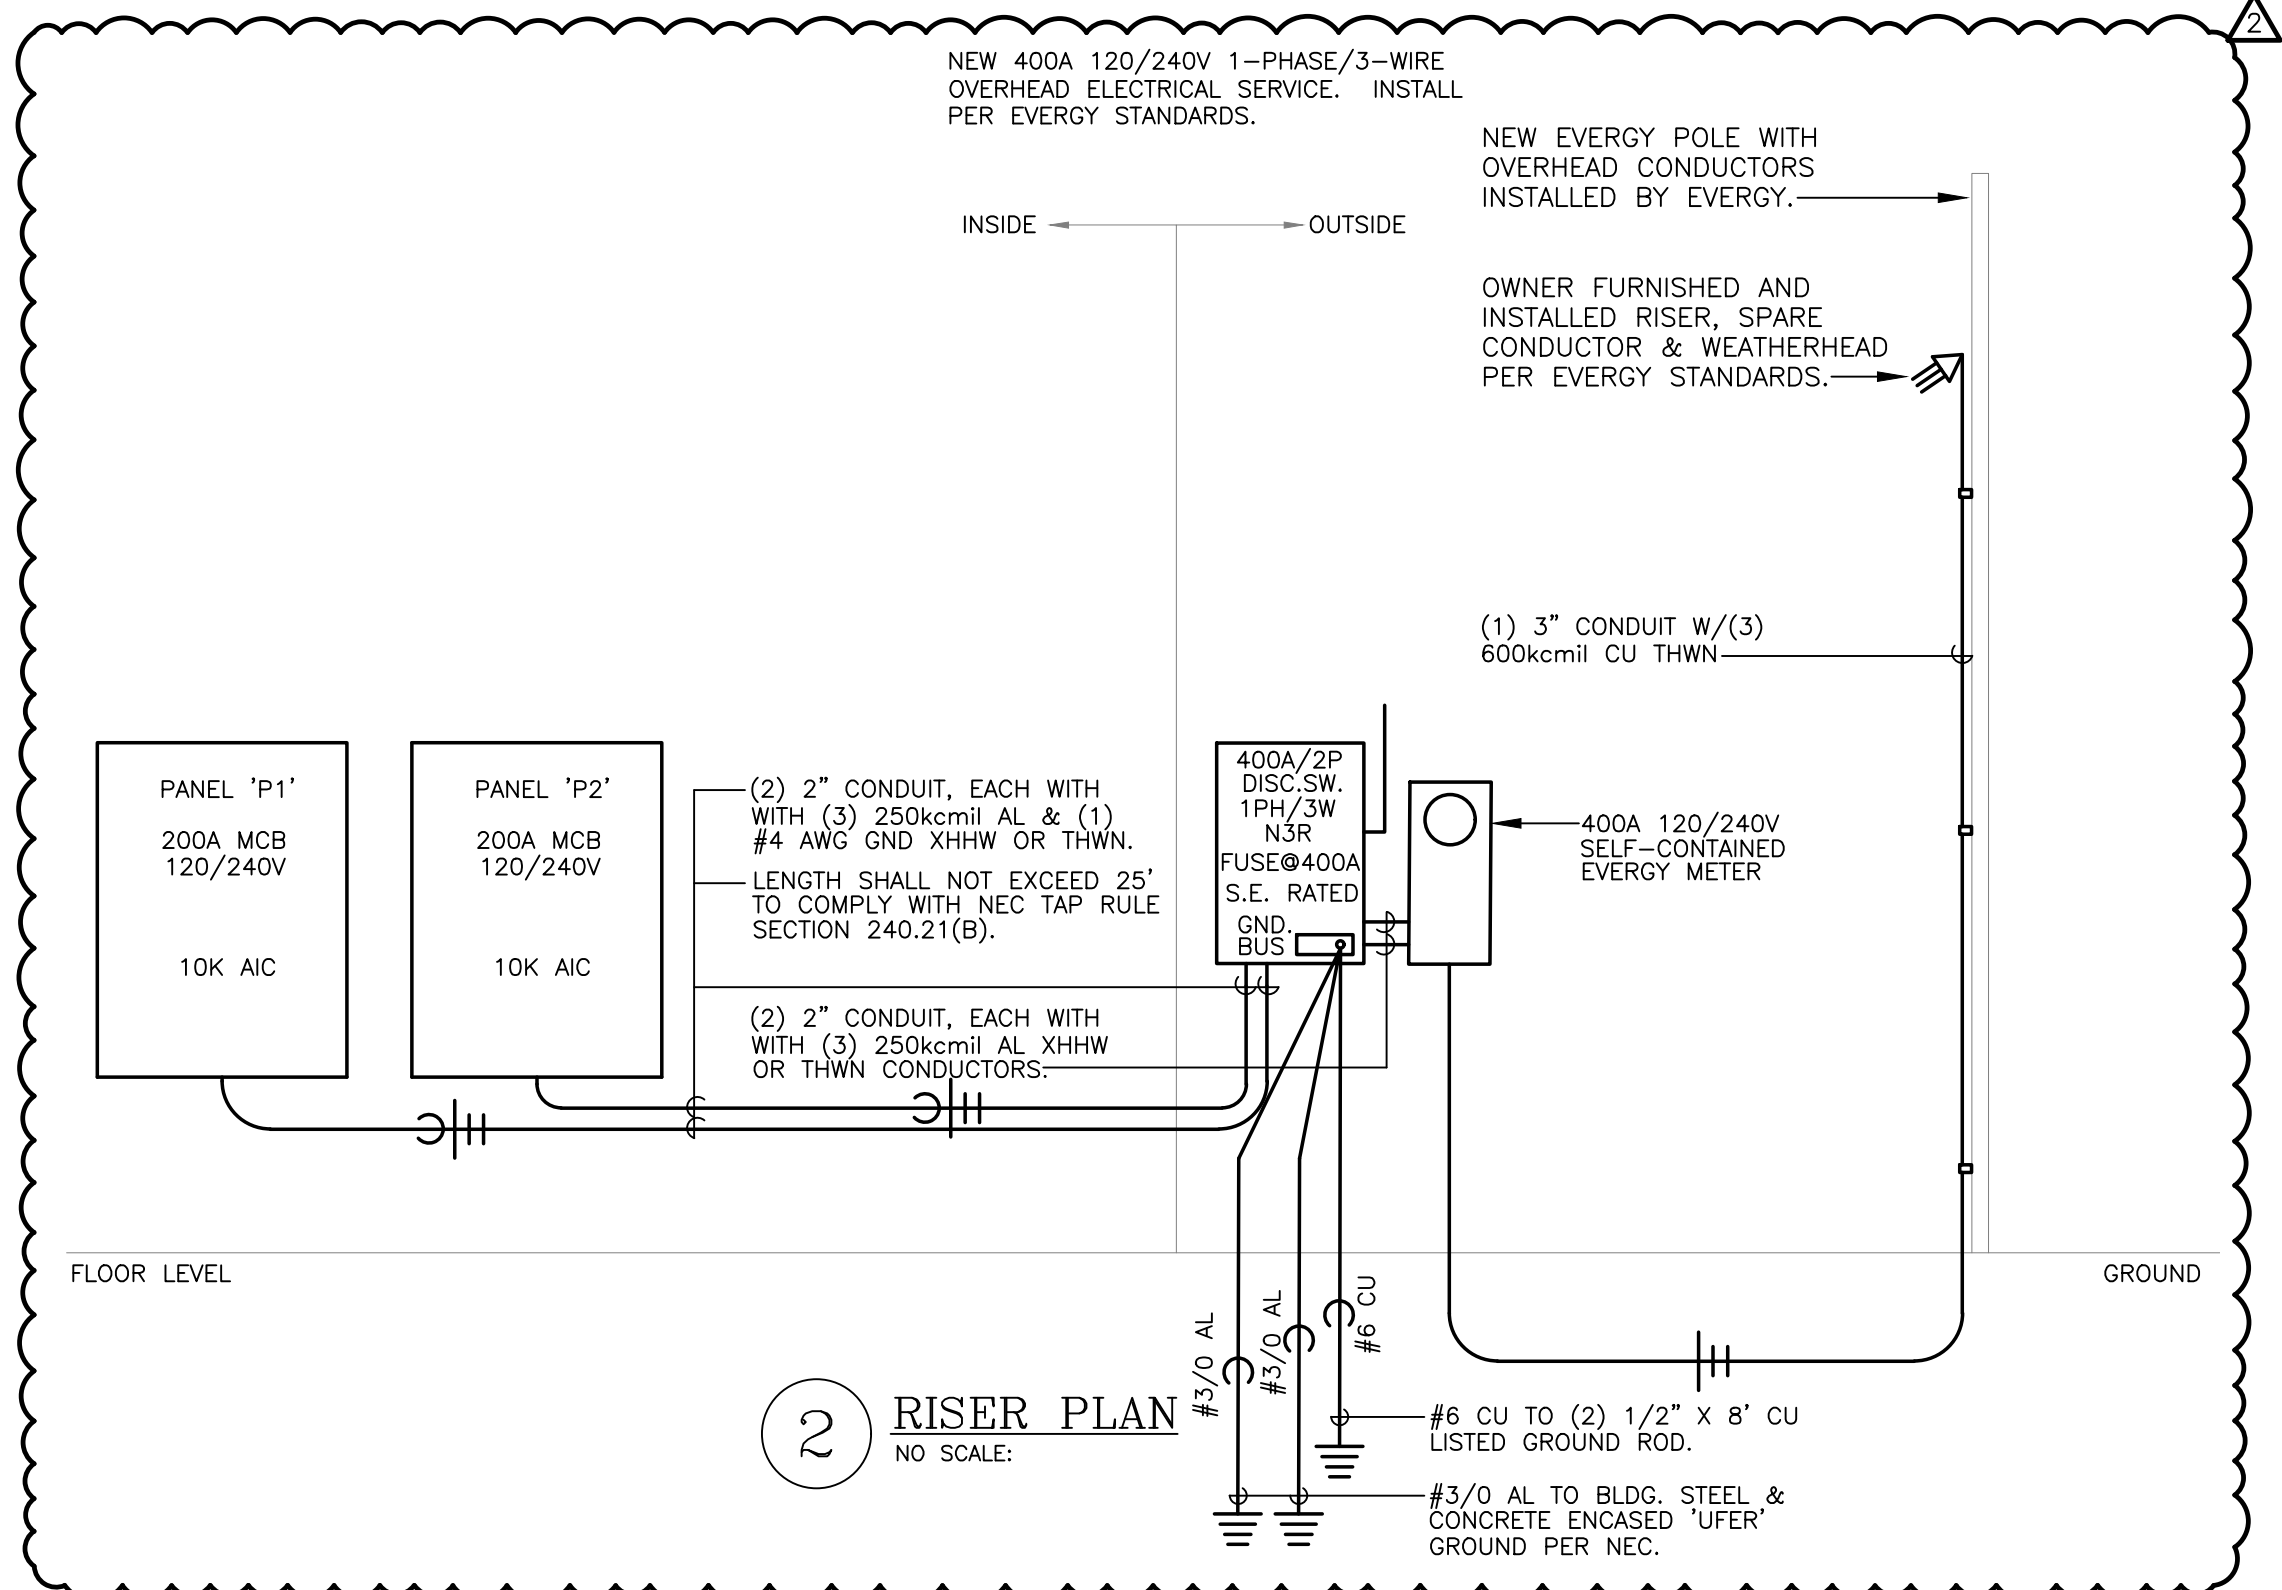 2
NEW 400A 120/240V 1-PHASE/3-WIRE
OVERHEAD ELECTRICAL SERVICE. INSTALL
PER EVERGY STANDARDS.
NEW EVERGY POLE WITH
OVERHEAD CONDUCTORS
INSTALLED BY EVERGY.
INSIDE
OUTSIDE
OWNER FURNISHED AND
INSTALLED RISER, SPARE
CONDUCTOR & WEATHERHEAD
PER EVERGY STANDARDS.
(1) 3" CONDUIT W/(3)
600kcmil CU THWN
PANEL 'P1'
200A MCB
120/240V
10K AIC
PANEL 'P2'
200A MCB
120/240V
10K AIC
(2) 2" CONDUIT, EACH WITH
WITH (3) 250kcmil AL & (1)
#4 AWG GND XHHW OR THWN.
LENGTH SHALL NOT EXCEED 25'
TO COMPLY WITH NEC TAP RULE
SECTION 240.21(B).
(2) 2" CONDUIT, EACH WITH
WITH (3) 250kcmil AL XHHW
OR THWN CONDUCTORS.
400A/2P
DISC.SW.
1PH/3W
N3R
FUSE@400A
S.E. RATED
GND.
BUS
400A 120/240V
SELF-CONTAINED
EVERGY METER
FLOOR LEVEL
GROUND
#3/0 AL
#3/0 AL
#6 CU
2
RISER PLAN
NO SCALE:
#6 CU TO (2) 1/2" X 8' CU
LISTED GROUND ROD.
#3/0 AL TO BLDG. STEEL &
CONCRETE ENCASED 'UFER'
GROUND PER NEC.